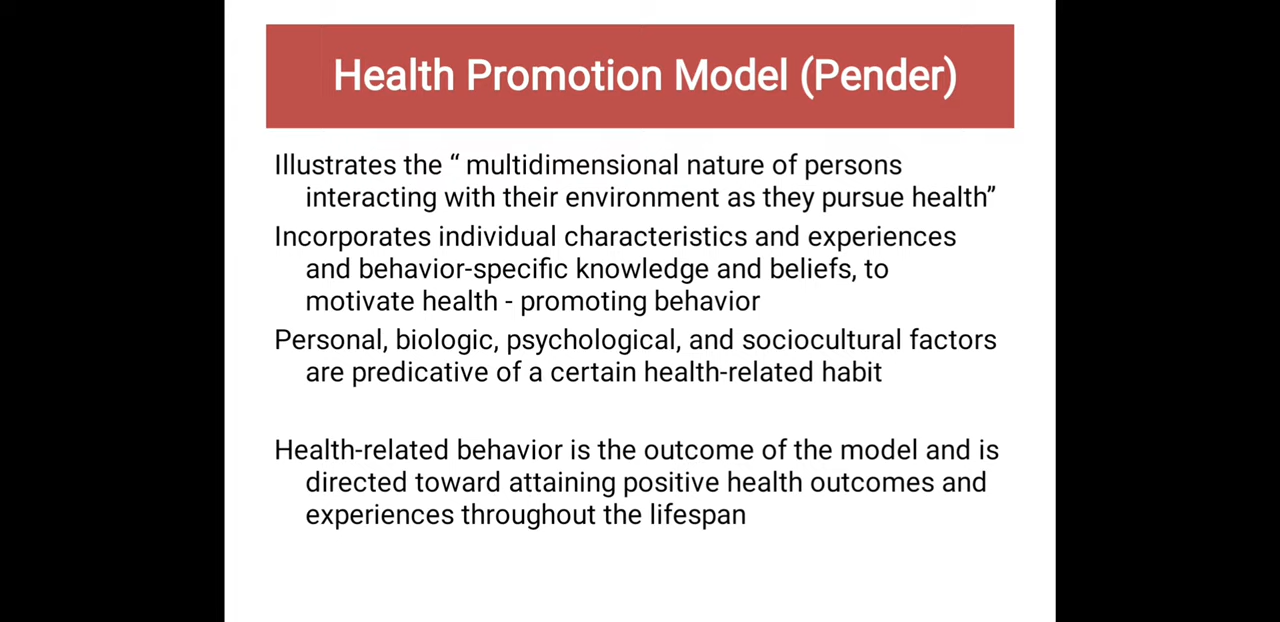 Health Promotion Model (Pender)
Illustrates the “ multidimensional nature of persons
interacting with their environment as they pursue health”
Incorporates individual characteristics and experiences
and behavior-specific knowledge and beliefs, to
motivate health - promoting behavior
Personal, biologic, psychological, and sociocultural factors
are predicative of a certain health-related habit
Health-related behavior is the outcome of the model and is
directed toward attaining positive health outcomes and
experiences throughout the lifespan